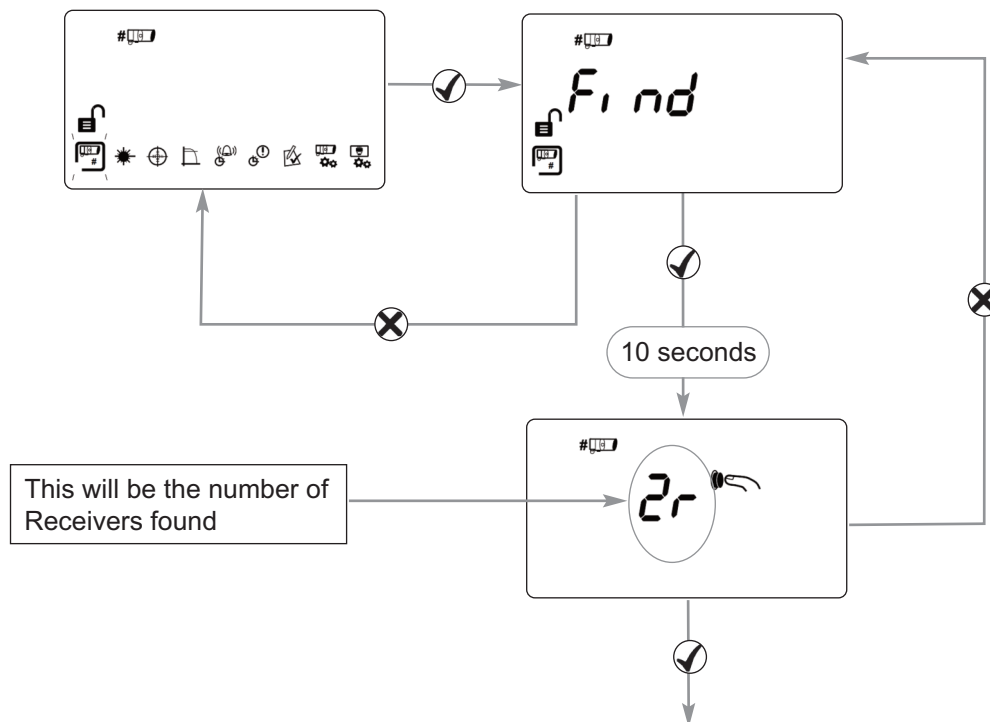 #
#
Find
#
#
10 seconds
#
2r
This will be the number of
Receivers found